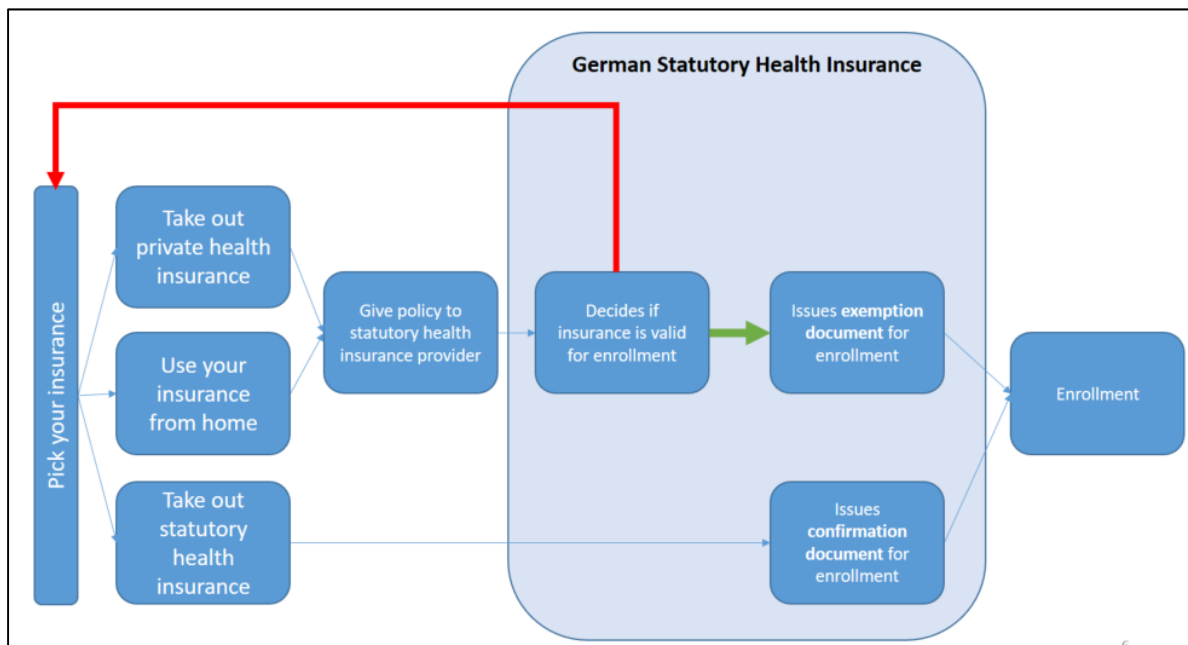 German Statutory Health Insurance
Pick your insurance
Take out
private health
insurance
Use your
insurance
from home
Take out
statutory
health
insurance
Give policy to
statutory health
insurance provider
Decides if
insurance is valid
for enrollment
Issues exemption
document for
enrollment
Issues
confirmation
document for
enrollment
Enrollment